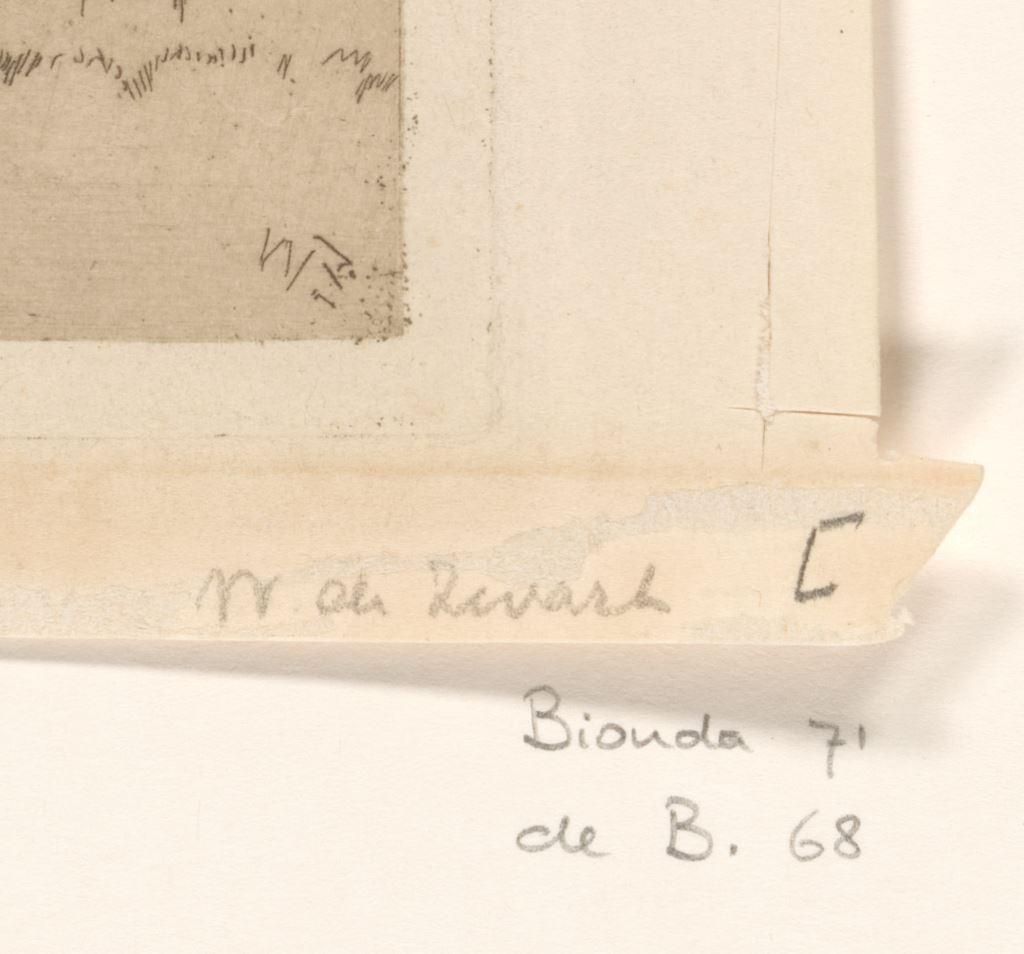 W. de Zwart
[
Bionda 71
de B. 68